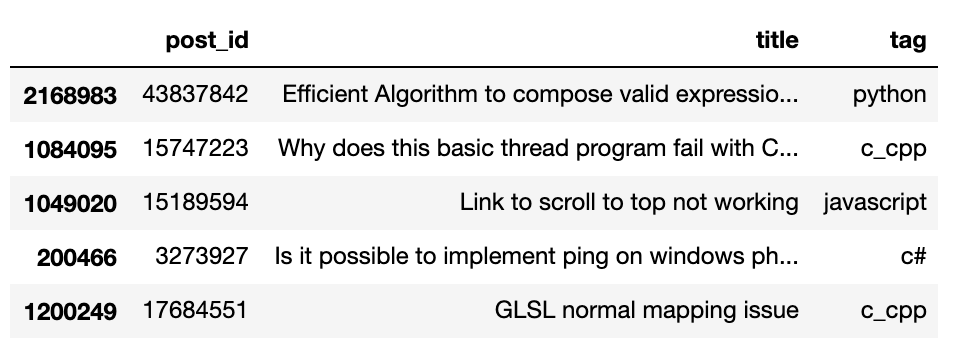 post_id title tag
2168983 43837842 Efficient Algorithm to compose valid expressio... python
1084095 15747223 Why does this basic thread program fail with C... c_cpp
1049020 15189594 Link to scroll to top not working javascript
200466 3273927 Is it possible to implement ping on windows ph... c#
1200249 17684551 GLSL normal mapping issue c_cpp